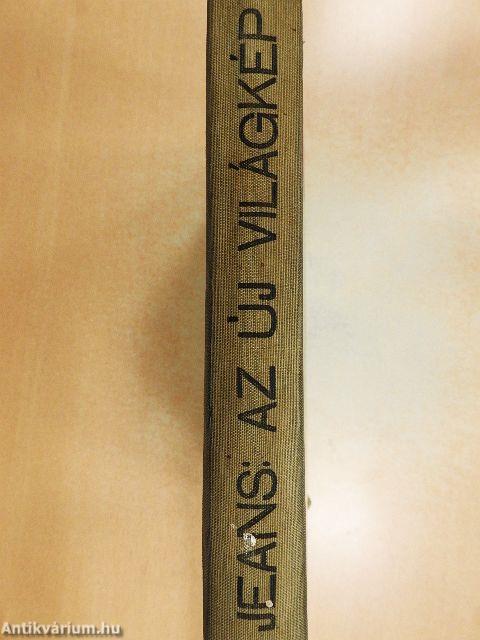 JEANS: AZ ÚJ VILÁGKÉP
Antikvárium.hu